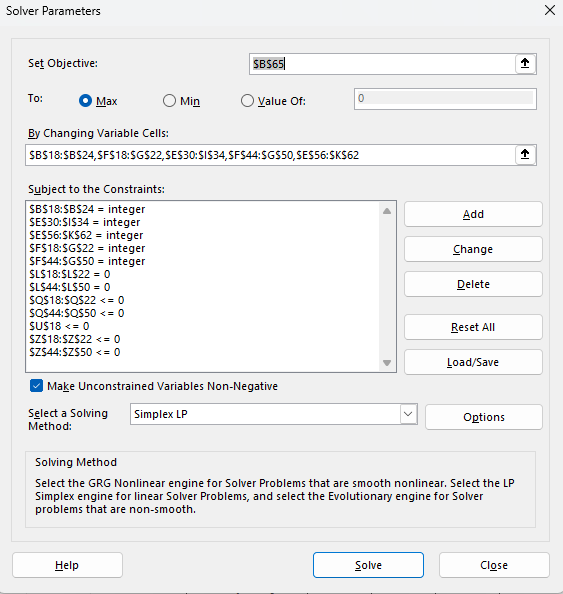 Solver Parameters
Set Objective:
$B$65
To:
Max
Min
Value Of:
0
By Changing Variable Cells:
$B$18:$B$24,$F$18:$G$22,$E$30:$I$34,$F$44:$G$50,$E$56:$K$62
Subject to the Constraints:
$B$18:$B$24 = integer
$E$30:$I$34 = integer
$E$56:$K$62 = integer
$F$18:$G$22 = integer
$F$44:$G$50 = integer
$L$18:$L$22 = 0
$L$44:$L$50 = 0
$Q$18:$Q$22 <= 0
$Q$44:$Q$50 <= 0
$U$18 <= 0
$Z$18:$Z$22 <= 0
$Z$44:$Z$50 <= 0
Add
Change
Delete
Reset All
Load/Save
Make Unconstrained Variables Non-Negative
Select a Solving
Method:
Simplex LP
Options
Solving Method
Select the GRG Nonlinear engine for Solver Problems that are smooth nonlinear. Select the LP
Simplex engine for linear Solver Problems, and select the Evolutionary engine for Solver
problems that are non-smooth.
Help
Solve
Close